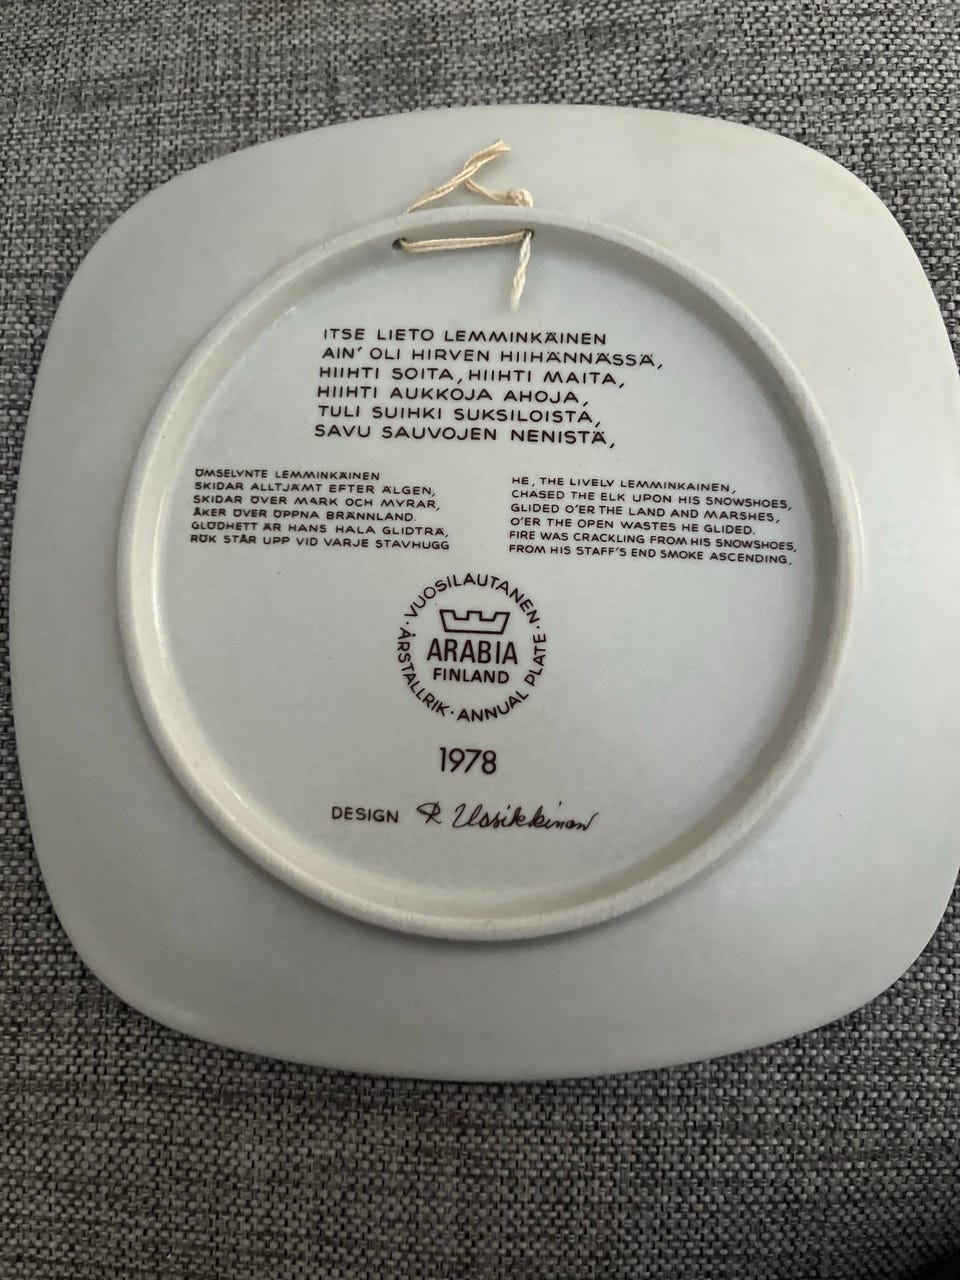 ITSE LIETO LEMMINKÄINEN
AIN' OLI HIRVEN HIIHÄNNÄSSÄ,
HIIHTI SOITA, HIIHTI MAITA,
HIIHTI AUKKOJA AHOJA,
TULI SUIHKI SUKSILOISTA,
SAVU SAUVOJEN NENISTÄ,
ÖMSELYNTE LEMMINKÄINEN
SKIDAR ALLTJÄMT EFTER ÄLGEN,
SKIDAR ÖVER MARK OCH MYRAR,
ÅKER ÖVER ÖPPNA BRÄNNLAND.
GLÖDHETT ÄR HANS HALA GLIDTRÄ,
RÖK STÅR UPP VID VARJE STAVHUGG
HE, THE LIVELY LEMMINKAINEN,
CHASED THE ELK UPON HIS SNOWSHOES,
GLIDED O'ER THE LAND AND MARSHES,
O'ER THE OPEN WASTES HE GLIDED.
FIRE WAS CRACKLING FROM HIS SNOWSHOES,
FROM HIS STAFF'S END SMOKE ASCENDING,
· VUOSILAUTANEN · ANNUAL PLATE · ÅRSTALLRIK
ARABIA
FINLAND
1978
DESIGN R Uosikkinen